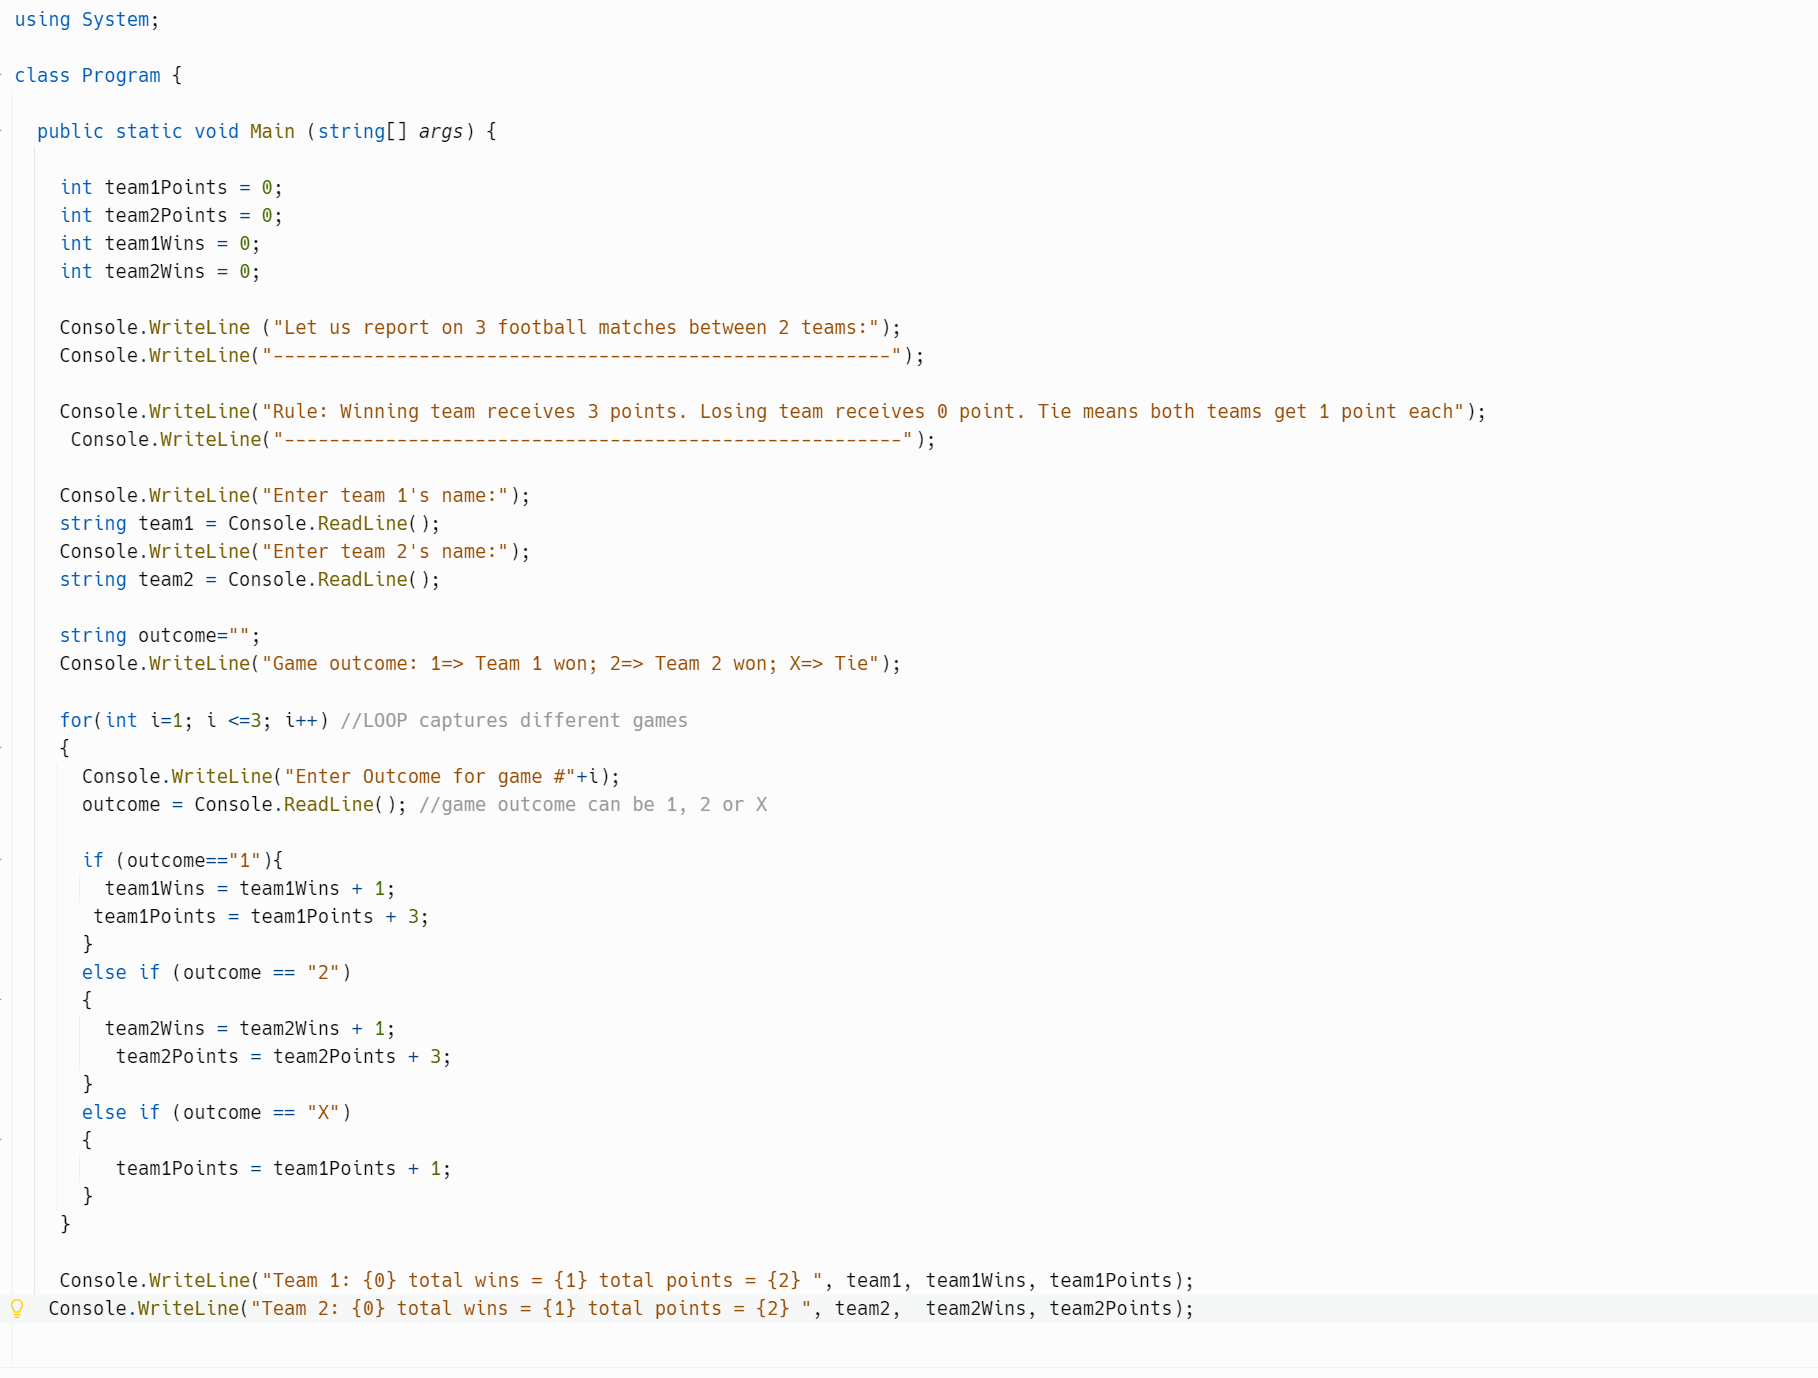 using System;
class Program {
public static void Main (string[] args) {
int team1Points = 0;
int team2Points = 0;
int team1Wins = 0;
int team2Wins = 0;
Console.WriteLine ("Let us report on 3 football matches between 2 teams:");
Console.WriteLine("-------------------------------------------------------");
Console.WriteLine("Rule: Winning team receives 3 points. Losing team receives 0 point. Tie means both teams get 1 point each");
Console.WriteLine("-------------------------------------------------------");
Console.WriteLine("Enter team 1's name:");
string team1 = Console.ReadLine();
Console.WriteLine("Enter team 2's name:");
string team2 = Console.ReadLine();
string outcome="";
Console.WriteLine("Game outcome: 1=> Team 1 won; 2=> Team 2 won; X=> Tie");
for(int i=1; i <=3; i++) //LOOP captures different games
{
Console.WriteLine("Enter Outcome for game #"+i);
outcome = Console.ReadLine(); //game outcome can be 1, 2 or X
if (outcome=="1"){
team1Wins = team1Wins + 1;
team1Points = team1Points + 3;
}
else if (outcome == "2")
{
team2Wins = team2Wins + 1;
team2Points = team2Points + 3;
}
else if (outcome == "X")
{
team1Points = team1Points + 1;
}
}
Console.WriteLine("Team 1: {0} total wins = {1} total points = {2} ", team1, team1Wins, team1Points);
Console.WriteLine("Team 2: {0} total wins = {1} total points = {2} ", team2,  team2Wins, team2Points);